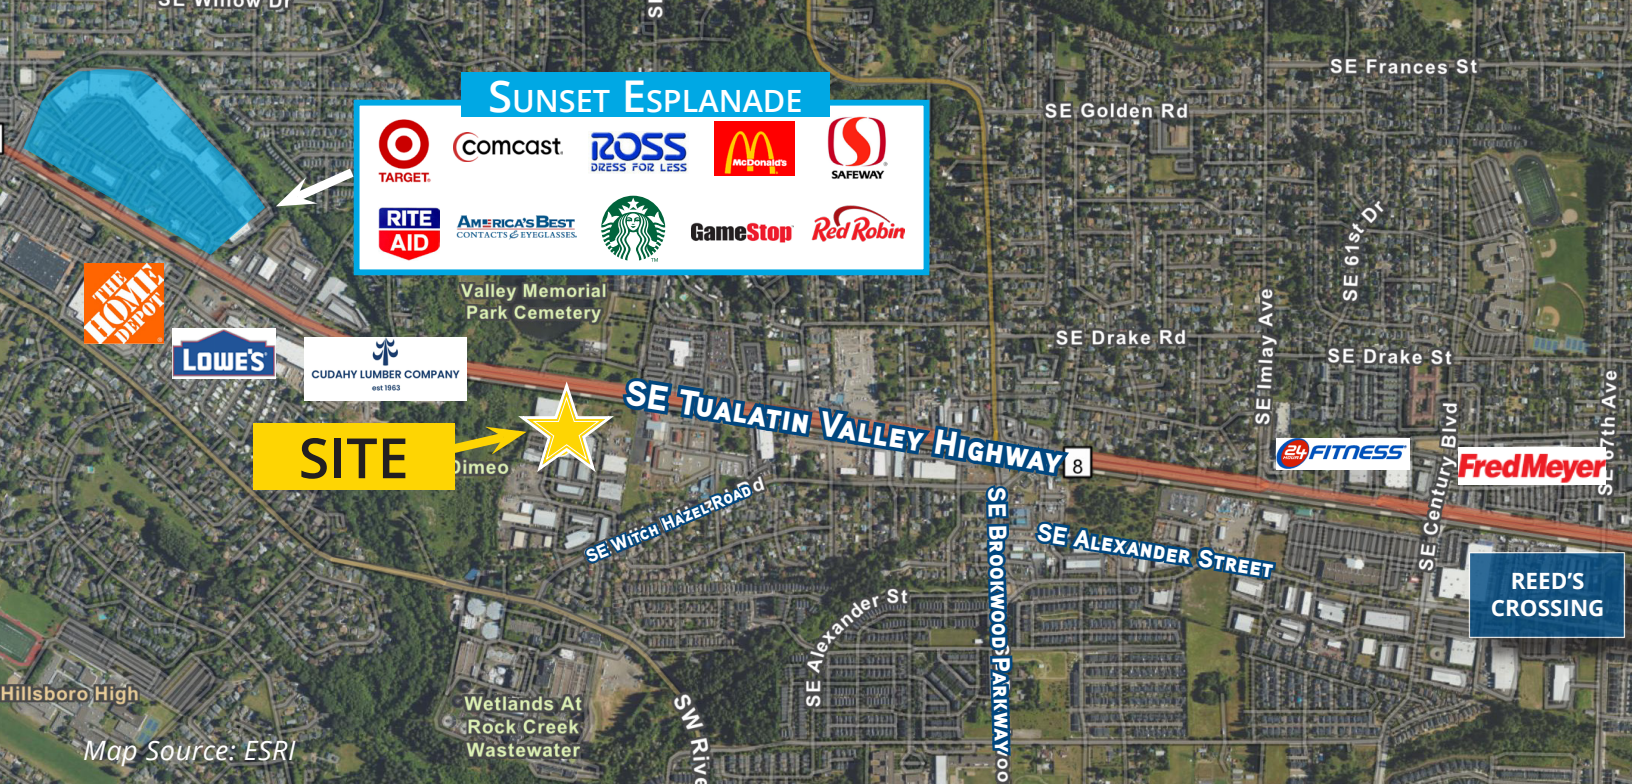 SE Willow Dr
SE
SE Frances St
SUNSET ESPLANADE
SE Golden Rd
TARGET
comcast
ROSS
DRESS FOR LESS
McDonald's
SAFEWAY
RITE
AID
AMERICA'S BEST
CONTACTS & EYEGLASSES
GameStop
Red Robin
SE 61st Dr
THE
HOME
DEPOT
LOWE'S
CUDAHY LUMBER COMPANY
est 1963
Valley Memorial
Park Cemetery
SE Drake Rd
SE Imlay Ave
SE Drake St
SE 67th Ave
SE Century Blvd
SITE
Dimeo
SE TUALATIN VALLEY HIGHWAY
8
24
HOUR
FITNESS
Fred Meyer
SE WITCH HAZEL ROAD
Rd
SE BROOKWOOD PARKWAY
SE ALEXANDER STREET
REED'S
CROSSING
SE Alexander St
Hillsboro High
Wetlands At
Rock Creek
Wastewater
SW Rive
Map Source: ESRI